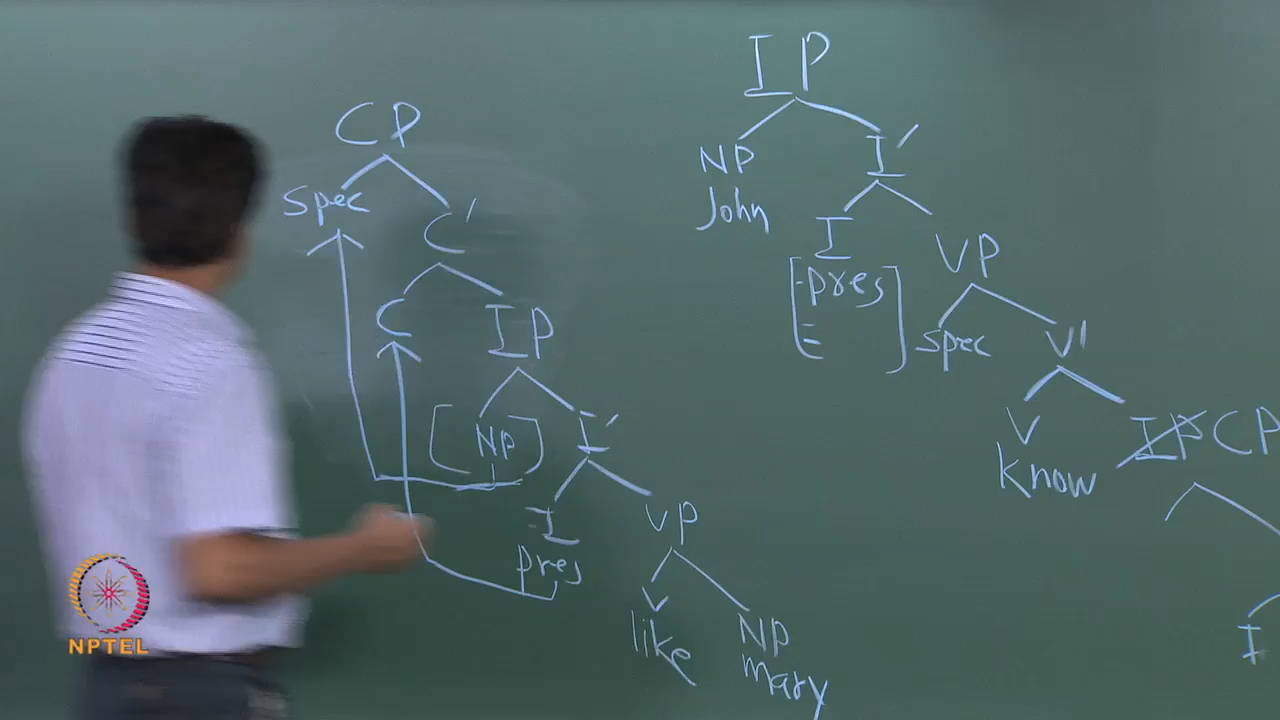 CP
Spec
C'
C
IP
[NP]
I'
I
pres
VP
V
like
NP
mary
IP
NP
John
I'
I
[-pres]
VP
spec
V'
V
know
IP CP
I
NPTEL